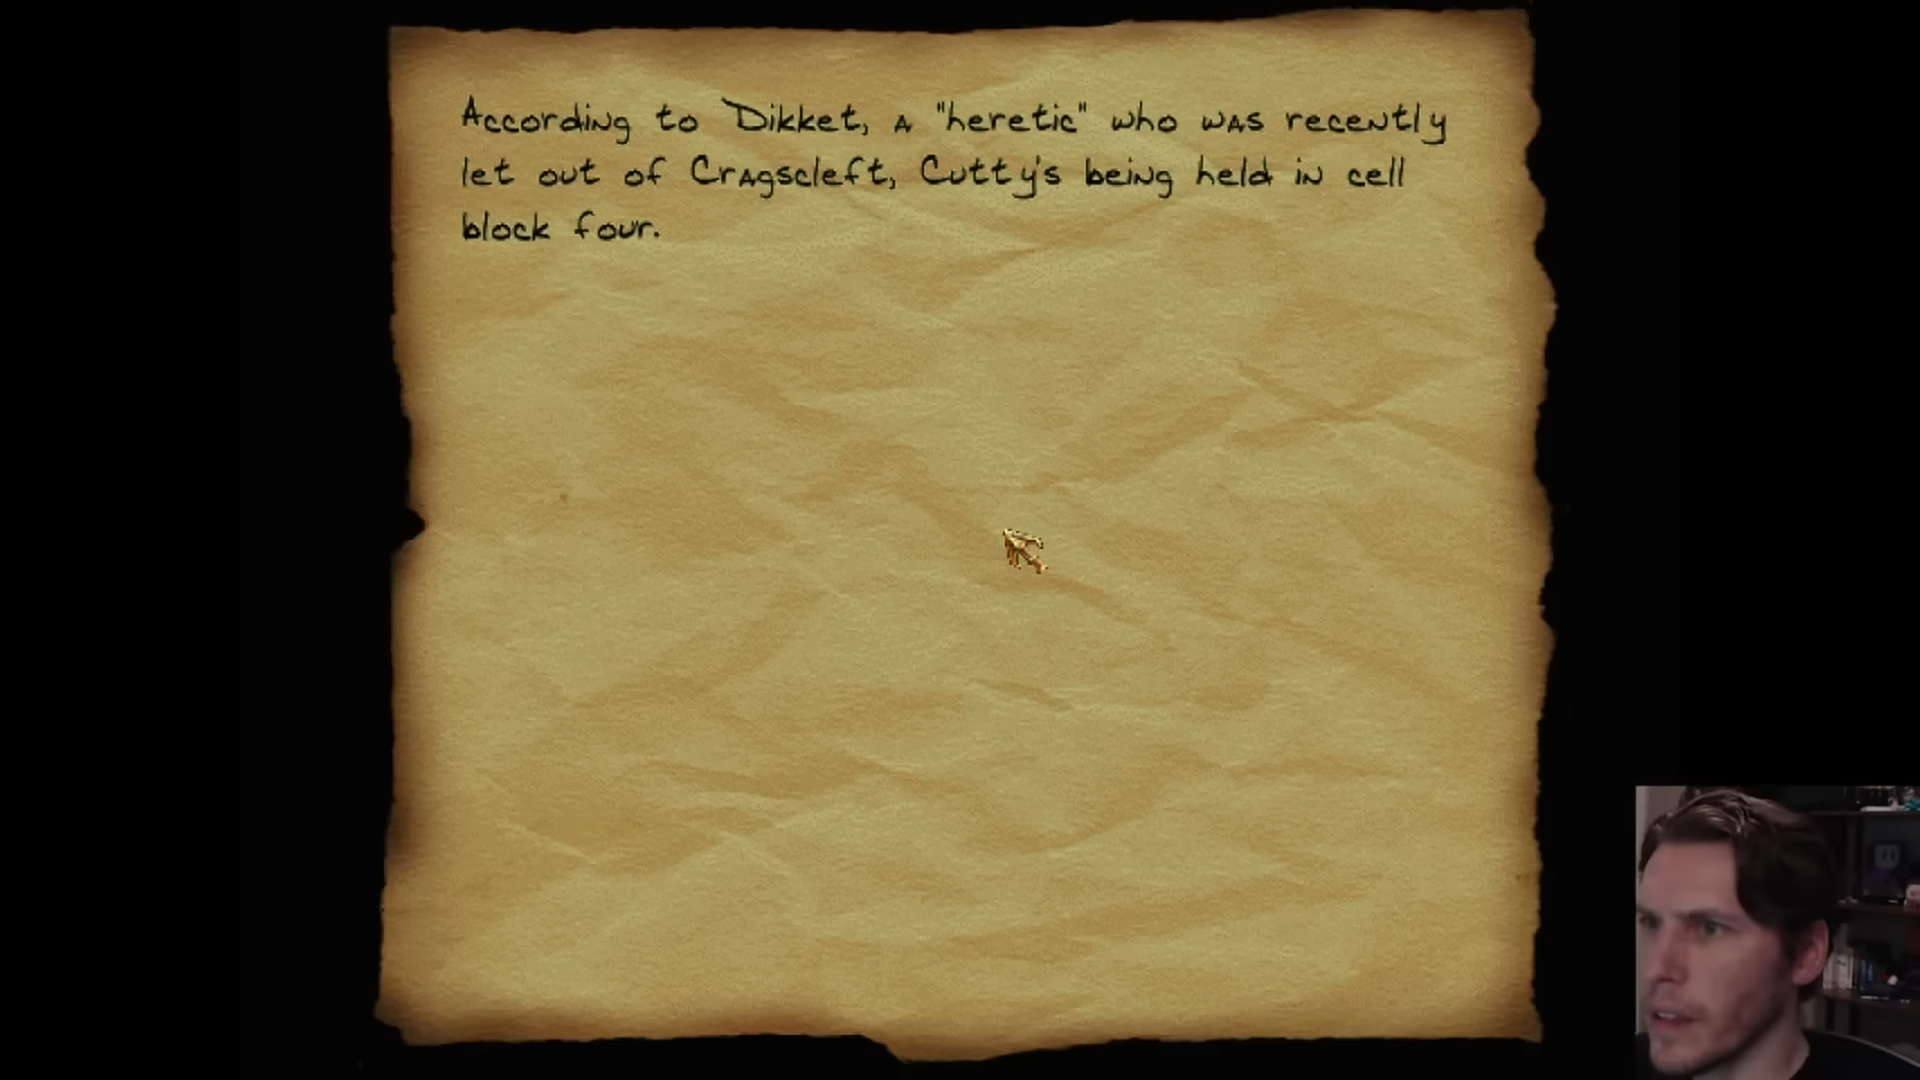 According to Dikket, a "heretic" who was recently
let out of Cragscleft, Cutty's being held in cell
block four.